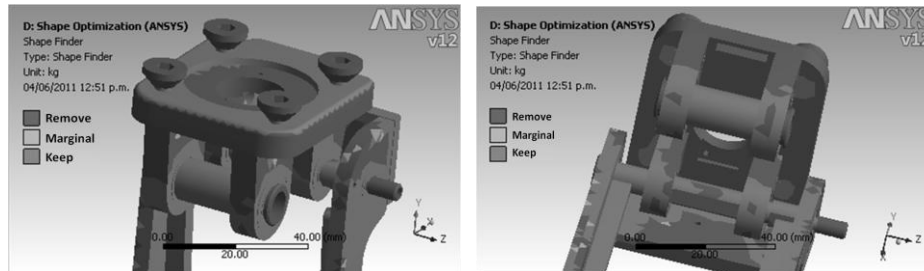 D: Shape Optimization (ANSYS)
Shape Finder
Type: Shape Finder
Unit: kg
04/06/2011 12:51 p.m.
Remove
Marginal
Keep
ANSYS
v12
0.00
40.00 (mm)
20.00
Y
X
Z
D: Shape Optimization (ANSYS)
Shape Finder
Type: Shape Finder
Unit: kg
04/06/2011 12:51 p.m.
Remove
Marginal
Keep
ANSYS
v12
0.00
40.00 (mm)
20.00
Y
Z
X